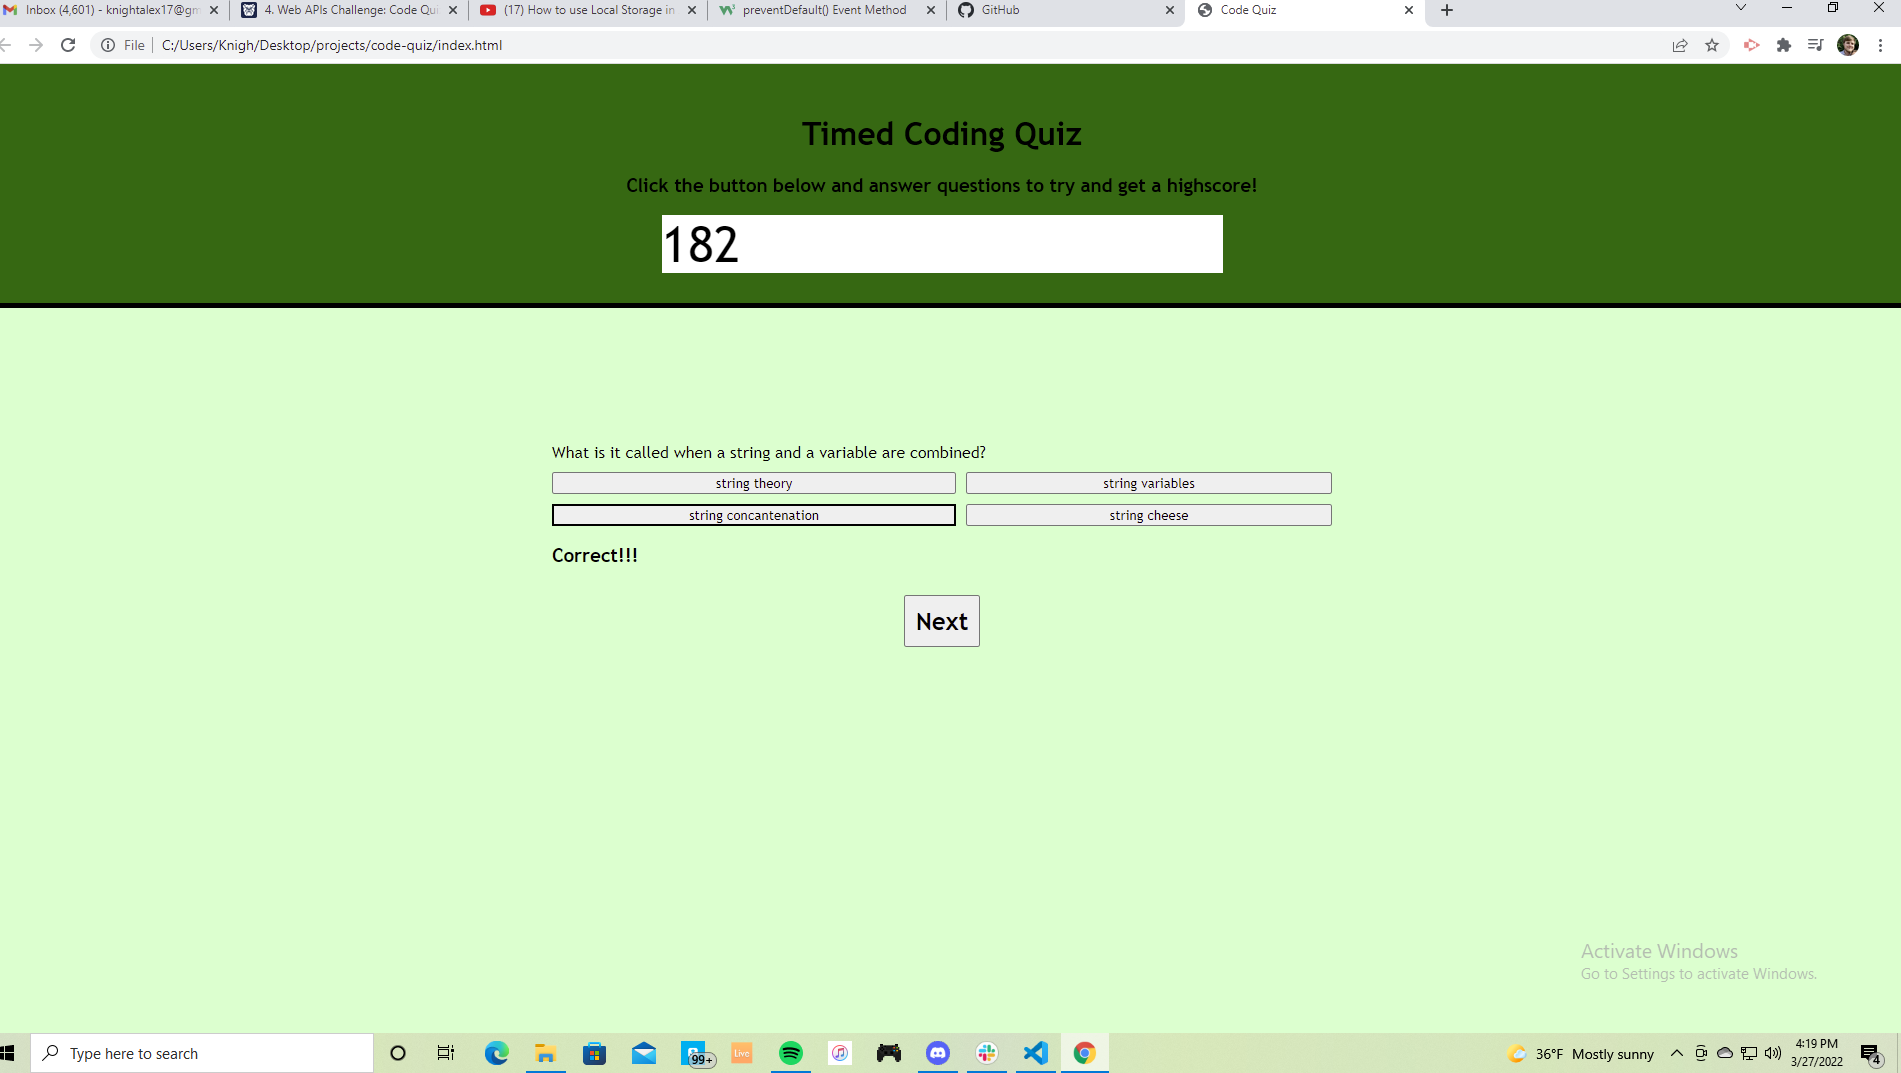 Inbox (4,601) - knightalex17@gm
4. Web APIs Challenge: Code Qui
(17) How to use Local Storage in
preventDefault() Event Method
GitHub
Code Quiz
File
C:/Users/Knigh/Desktop/projects/code-quiz/index.html
Timed Coding Quiz
Click the button below and answer questions to try and get a highscore!
182
What is it called when a string and a variable are combined?
string theory
string variables
string concantenation
string cheese
Correct!!!
Next
Activate Windows
Go to Settings to activate Windows.
Type here to search
99+
Live
36°F Mostly sunny
4:19 PM
3/27/2022
4